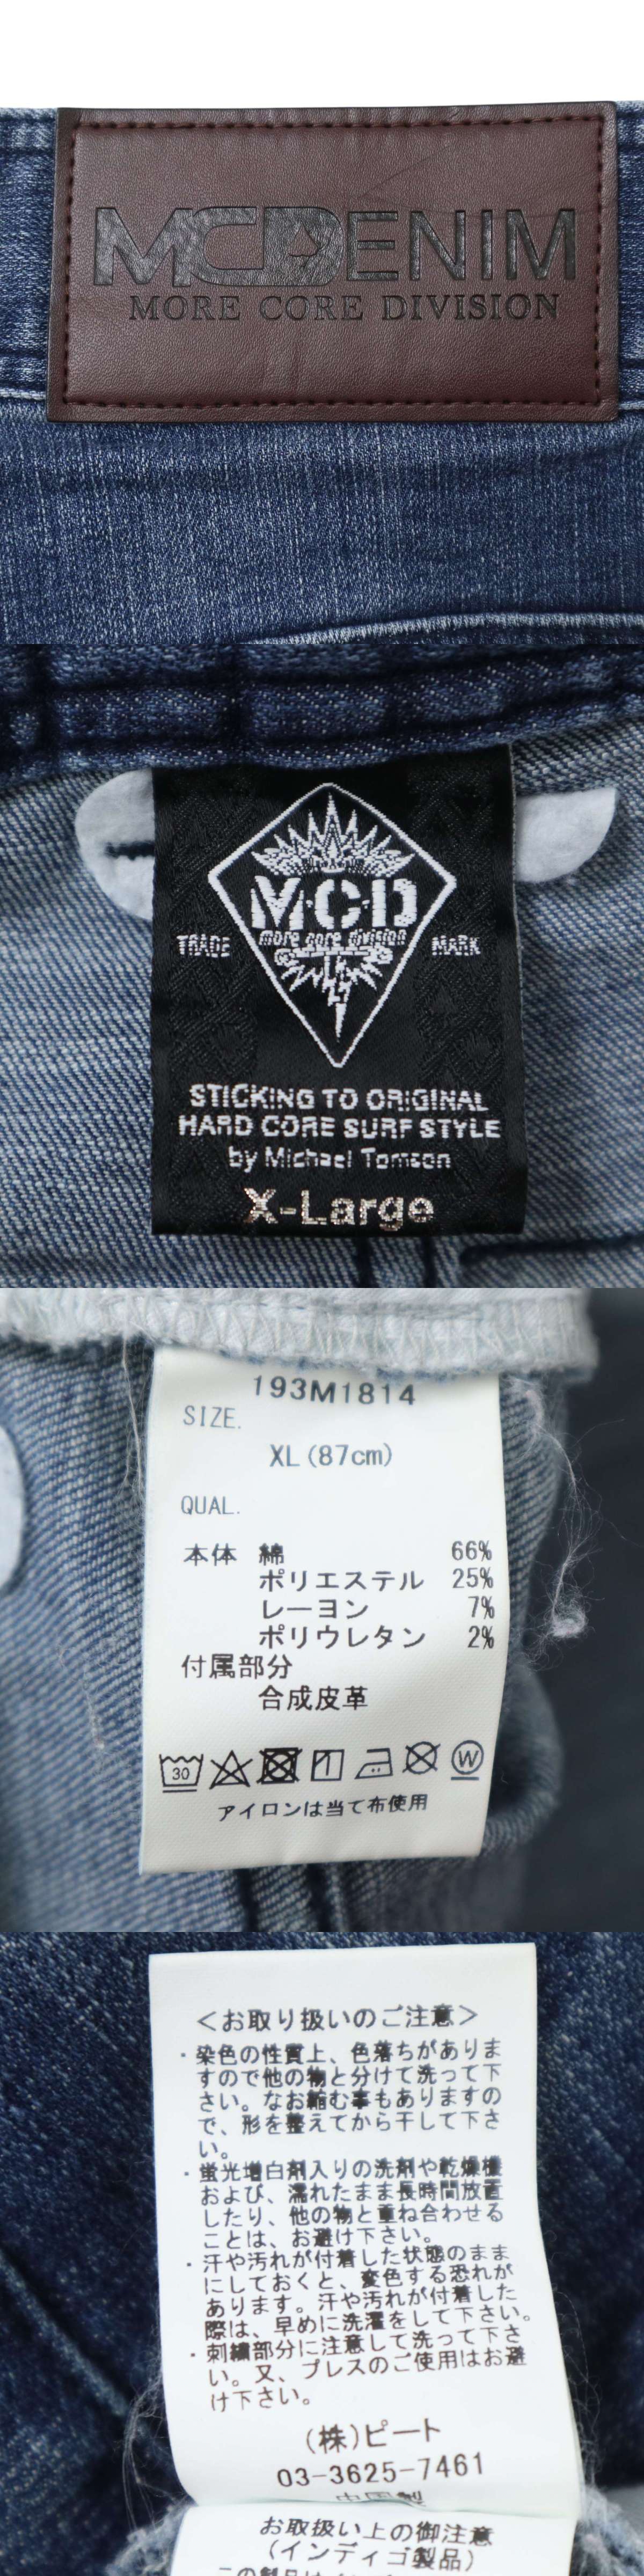 MCDENIM
MORE CORE DIVISION
M·C·D
TRADE more core division MARK
STICKING TO ORIGINAL
HARD CORE SURF STYLE
by Michael Tomson
X-Large
193M1814
SIZE.
XL(87cm)
QUAL.
本体 綿 66%
ポリエステル 25%
レーヨン 7%
ポリウレタン 2%
付属部分
合成皮革
30
W
アイロンは当て布使用
<お取り扱いのご注意>
・染色の性質上、色落ちがありま
すので他の物と分けて洗って下
さい。なお縮む事もありますの
で、形を整えてから干して下さ
い。
・蛍光増白剤入りの洗剤や乾燥機
および、濡れたまま長時間放置
したり、他の物と重ね合わせる
ことは、お避け下さい。
・汗や汚れが付着した状態のまま
にしておくと、変色する恐れが
あります。汗や汚れが付着した
際は、早めに洗濯をして下さい。
・刺繍部分に注意して洗って下さ
い。又、プレスのご使用はお避
け下さい。
(株)ピート
03-3625-7461
中国製
お取扱い上の御注意
(インディゴ製品)